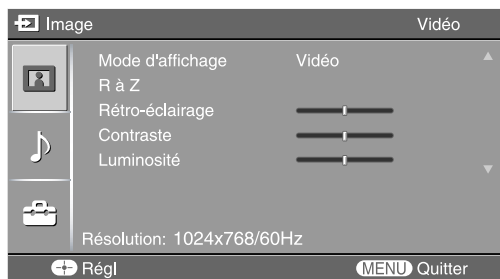 Image Vidéo
Mode d'affichage Vidéo
R à Z
Rétro-éclairage
Contraste
Luminosité
Résolution: 1024x768/60Hz
Régl MENU Quitter